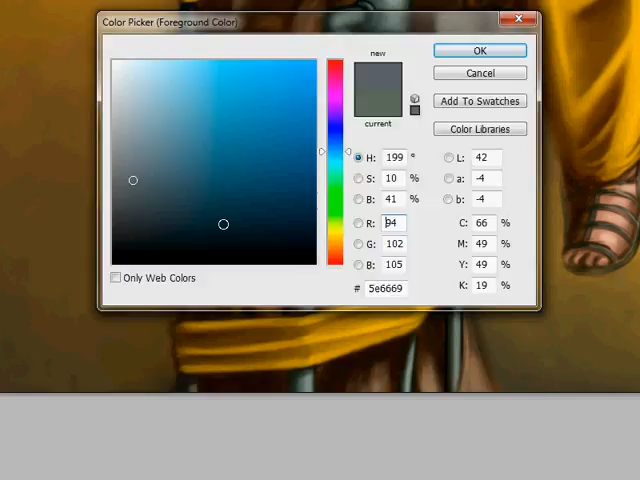 Color Picker (Foreground Color)
new
current
OK
Cancel
Add To Swatches
Color Libraries
H: 199 °
S: 10 %
B: 41 %
R: 94
G: 102
B: 105
# 5e6669
L: 42
a: -4
b: -4
C: 66 %
M: 49 %
Y: 49 %
K: 19 %
Only Web Colors